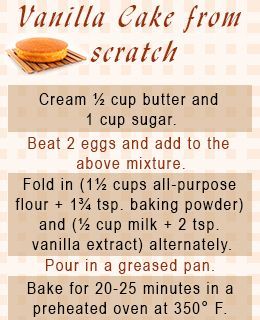 Vanilla Cake from
scratch
Cream ½ cup butter and
1 cup sugar.
Beat 2 eggs and add to the
above mixture.
Fold in (1½ cups all-purpose
flour + 1¾ tsp. baking powder)
and (½ cup milk + 2 tsp.
vanilla extract) alternately.
Pour in a greased pan.
Bake for 20-25 minutes in a
preheated oven at 350° F.